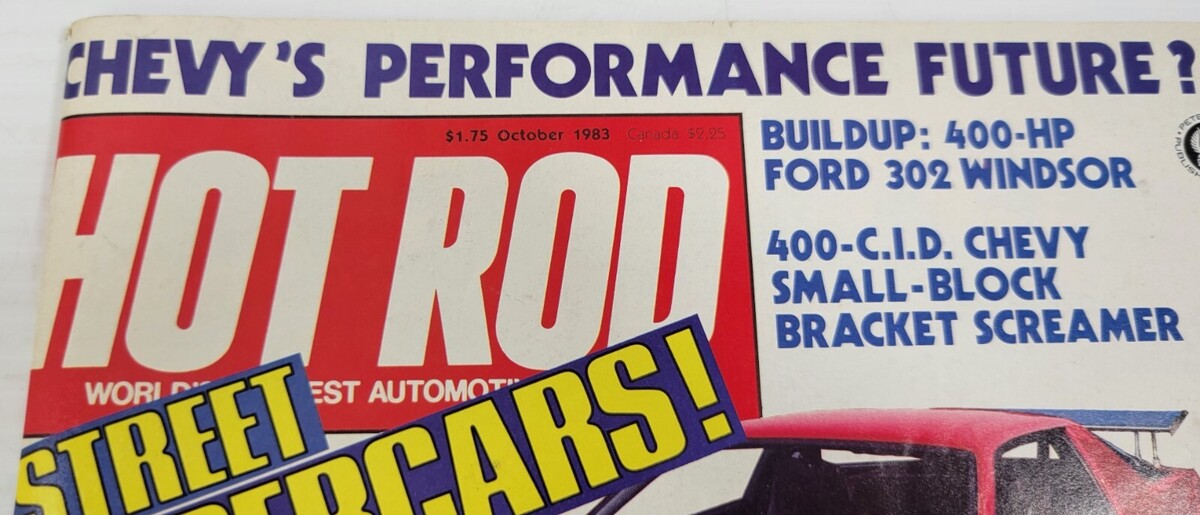 CHEVY'S PERFORMANCE FUTURE?
$1.75 October 1983 Canada $2.25
HOT ROD
BUILDUP: 400-HP
FORD 302 WINDSOR
400-C.I.D. CHEVY
SMALL-BLOCK
BRACKET SCREAMER
STREET